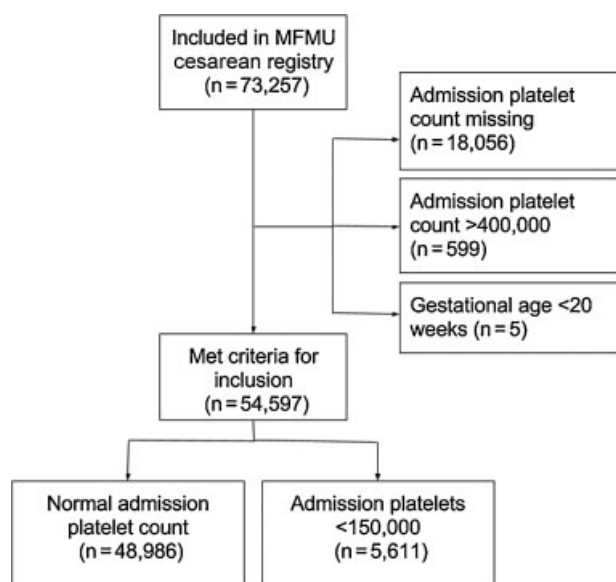 Included in MFMU
cesarean registry
(n = 73,257)
Admission platelet
count missing
(n = 18,056)
Admission platelet
count >400,000
(n = 599)
Gestational age <20
weeks (n = 5)
Met criteria for
inclusion
(n = 54,597)
Normal admission
platelet count
(n = 48,986)
Admission platelets
<150,000
(n = 5,611)